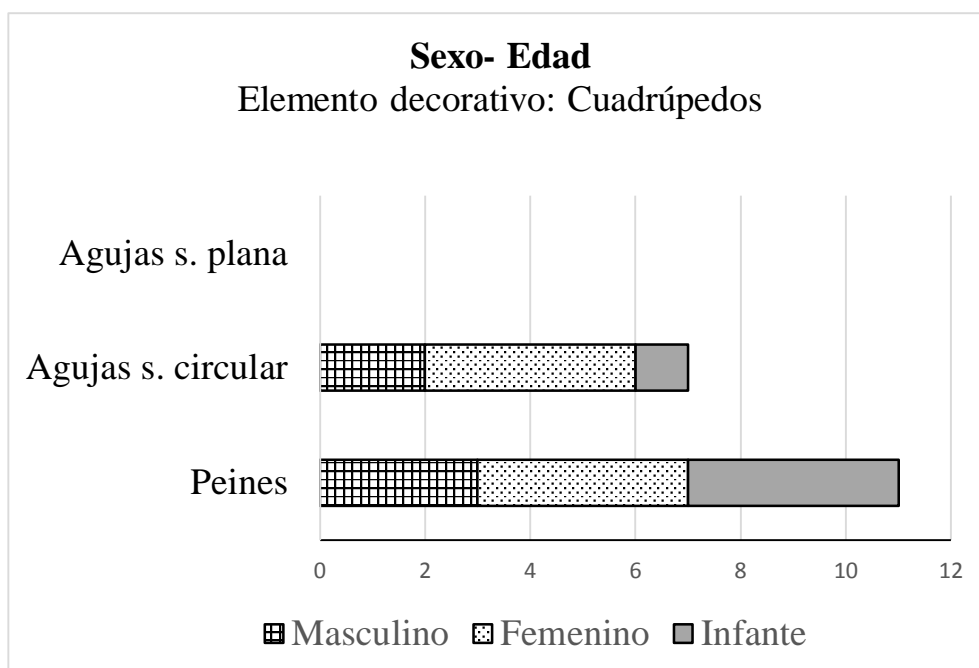 Sexo- Edad
Elemento decorativo: Cuadrúpedos
Agujas s. plana
Agujas s. circular
Peines
0 2 4 6 8 10 12
Masculino Femenino Infante